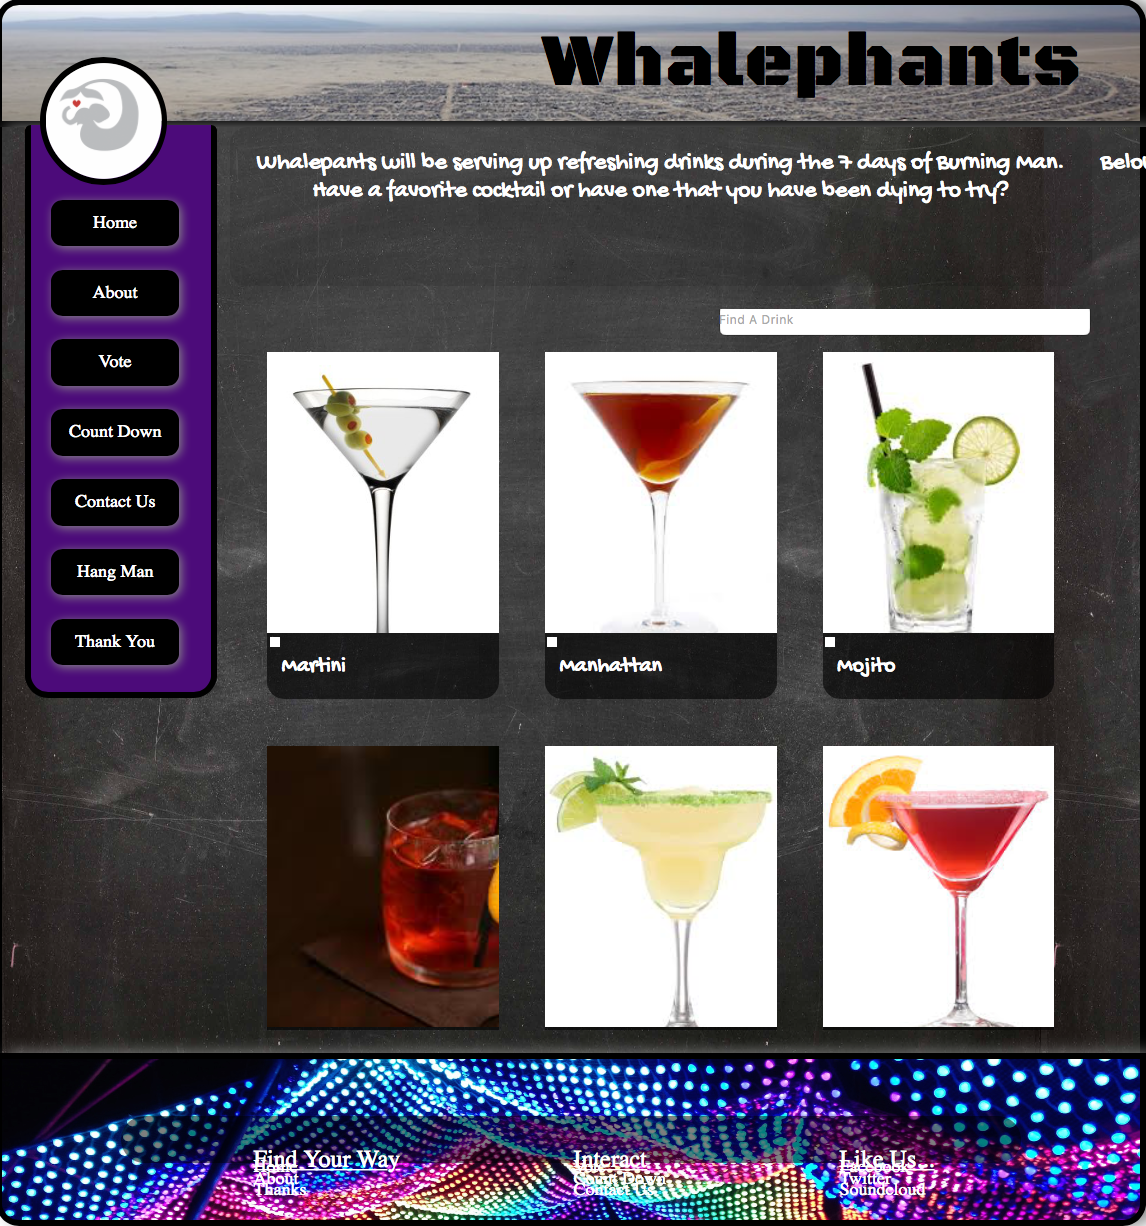 Whalephants
Whalepants will be serving up refreshing drinks during the 7 days of Burning Man.
Have a favorite cocktail or have one that you have been dying to try?
Home
About
Vote
Count Down
Contact Us
Hang Man
Thank You
Find A Drink
Martini
Manhattan
Mojito
Find Your Way
Home
About
Thanks
Interact
Count Down
Contact Us
Like Us...
Facebook
Twitter
Soundcloud